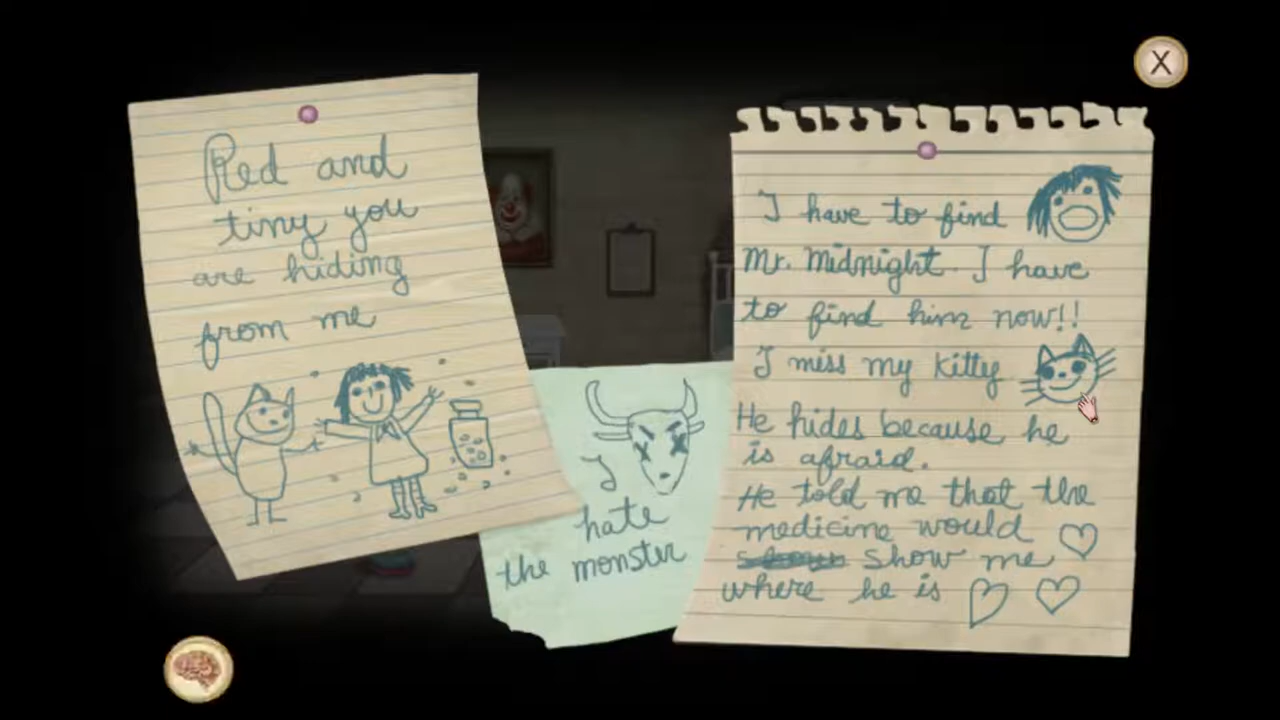 Red and
tiny you
are hiding
from me
I
hate
the monster
I have to find
Mr. Midnight. I have
to find him now!!
I miss my Kitty
He hides because he
is afraid.
He told me that the
medicine would
show me
where he is
X